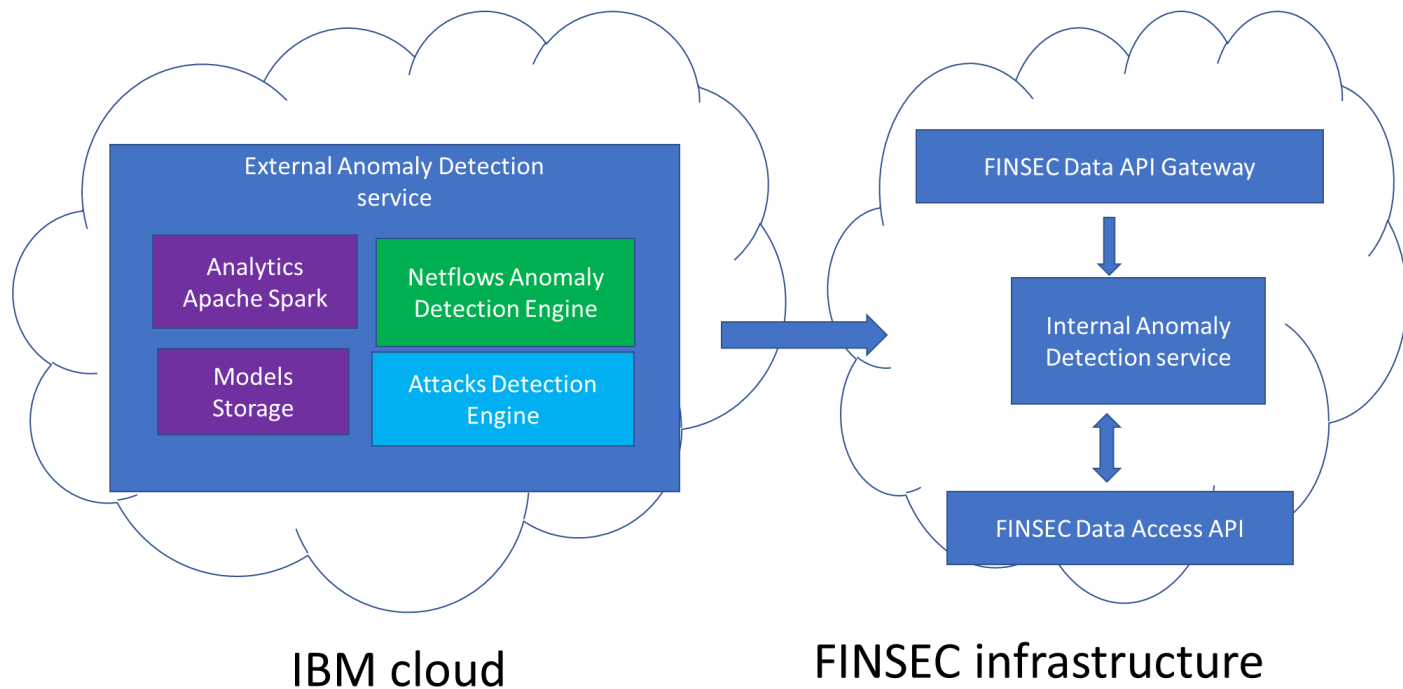 External Anomaly Detection
service
Analytics
Apache Spark
Netflows Anomaly
Detection Engine
Models
Storage
Attacks Detection
Engine
IBM cloud
FINSEC Data API Gateway
Internal Anomaly
Detection service
FINSEC Data Access API
FINSEC infrastructure